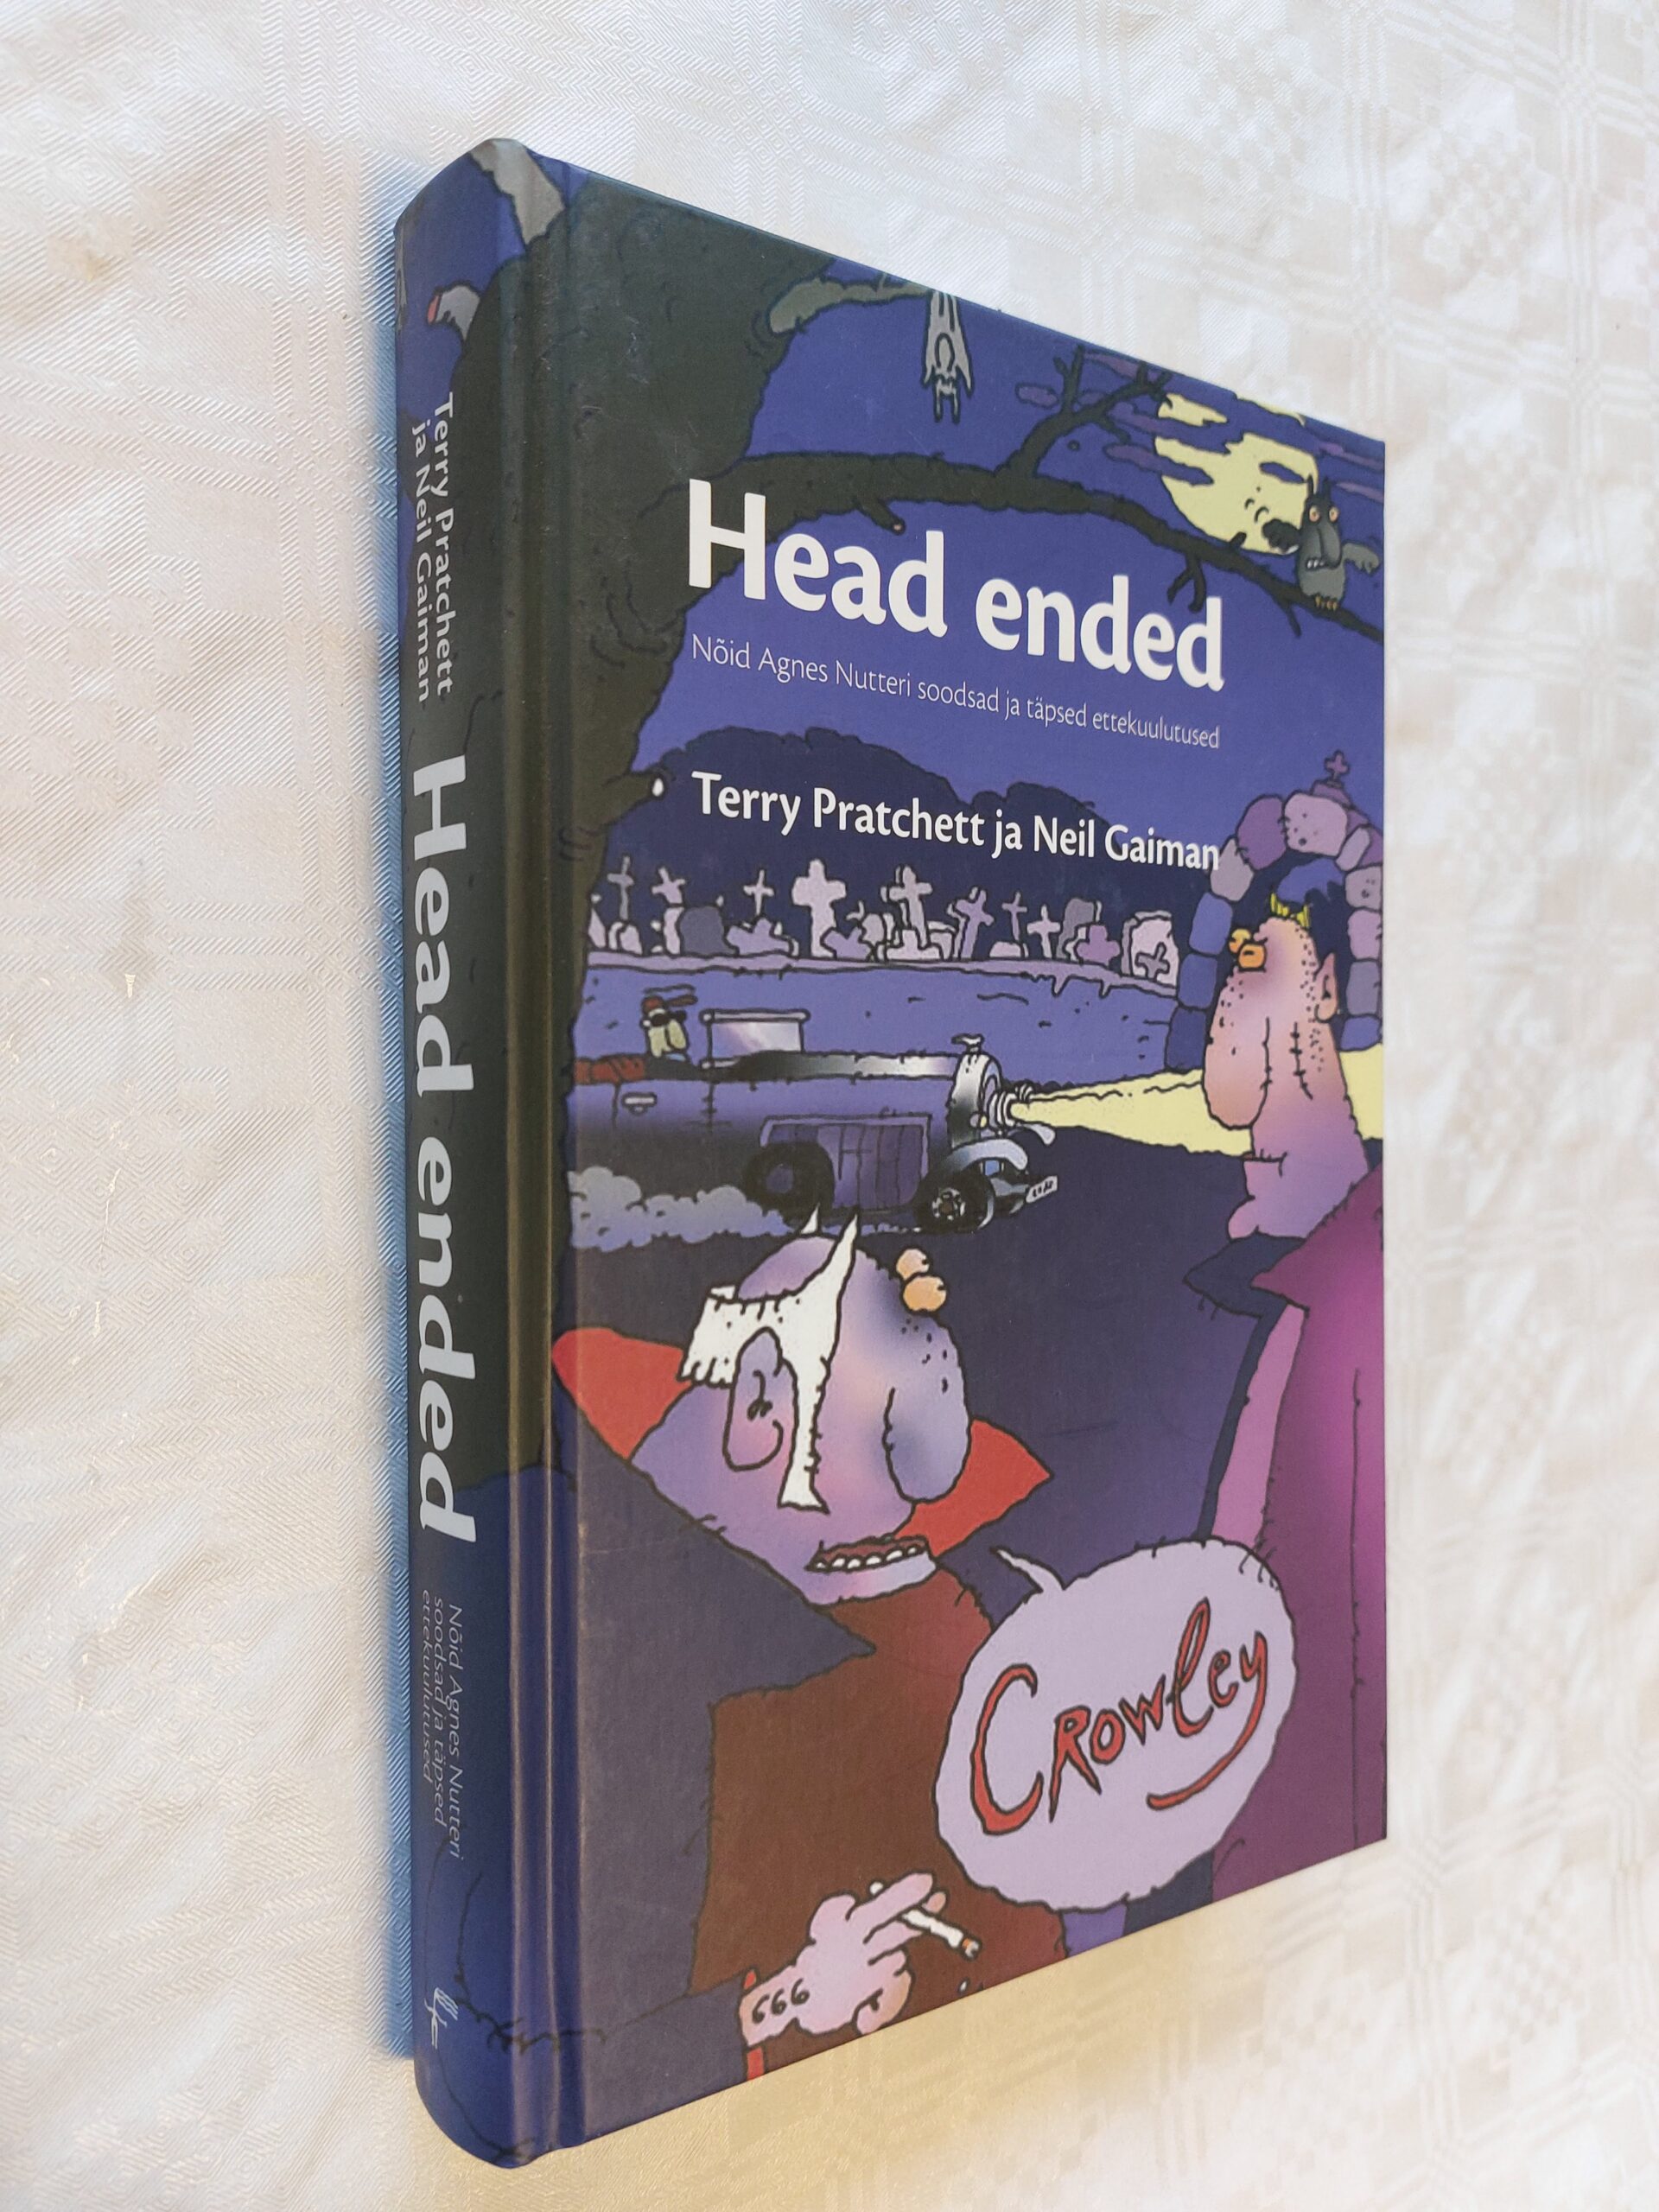 Head ended
Nõid Agnes Nutteri soodsad ja täpsed ettekuulutused
Terry Pratchett ja Neil Gaiman
Crowley
666
Terry Pratchett
ja Neil Gaiman
Head ended
Nõid Agnes Nutteri
soodsad ja täpsed
ettekuulutused